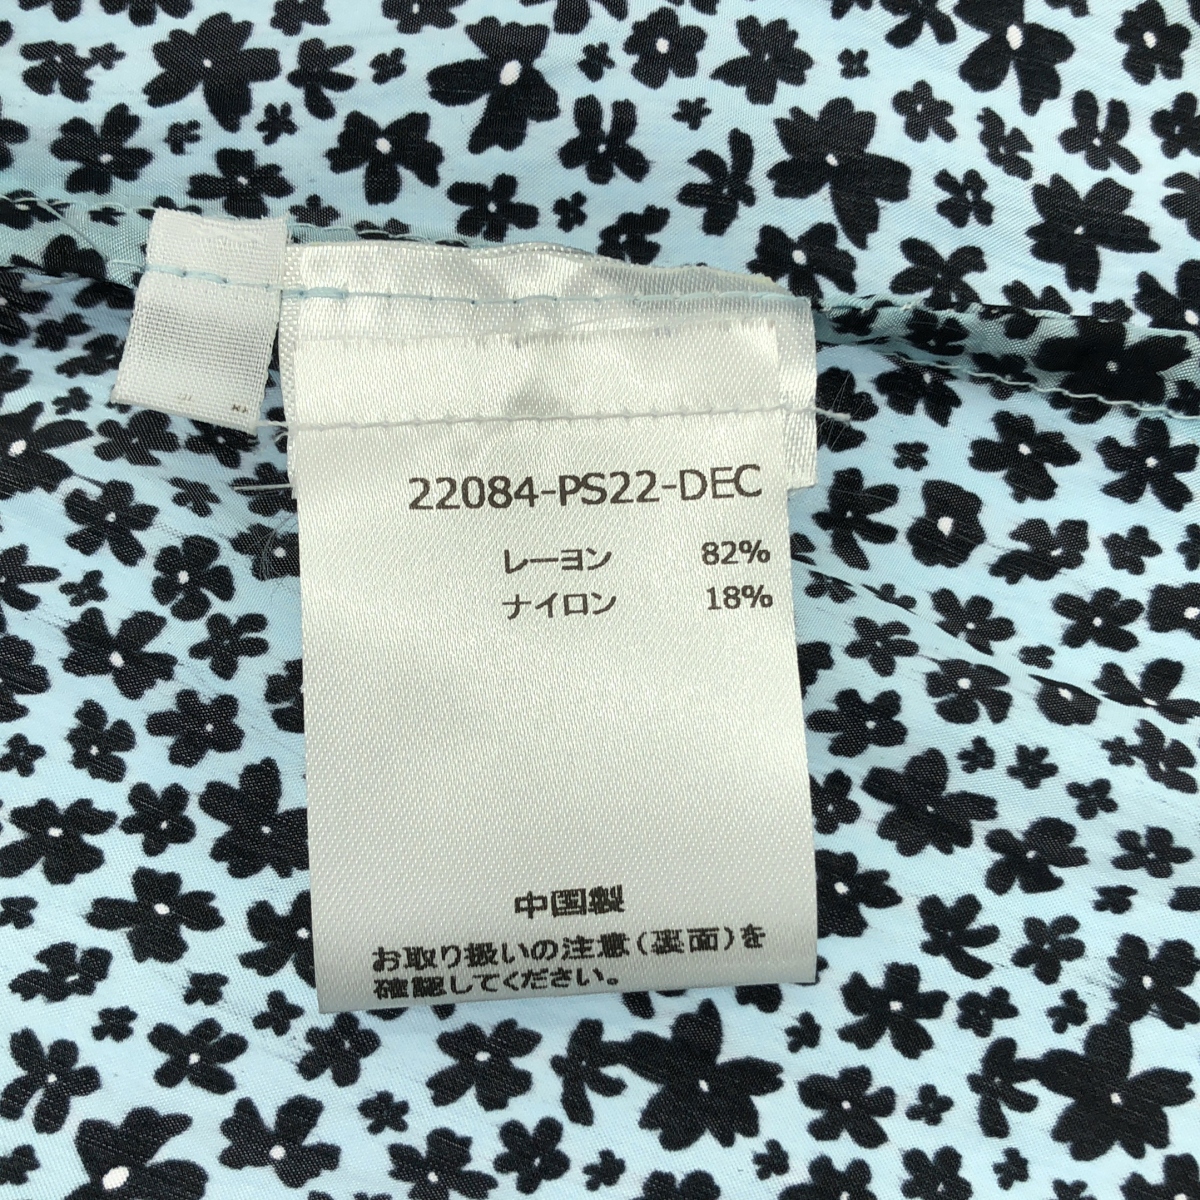 22084-PS22-DEC
レーヨン 82%
ナイロン 18%
中国製
お取り扱いの注意(裏面)を
確認してください。